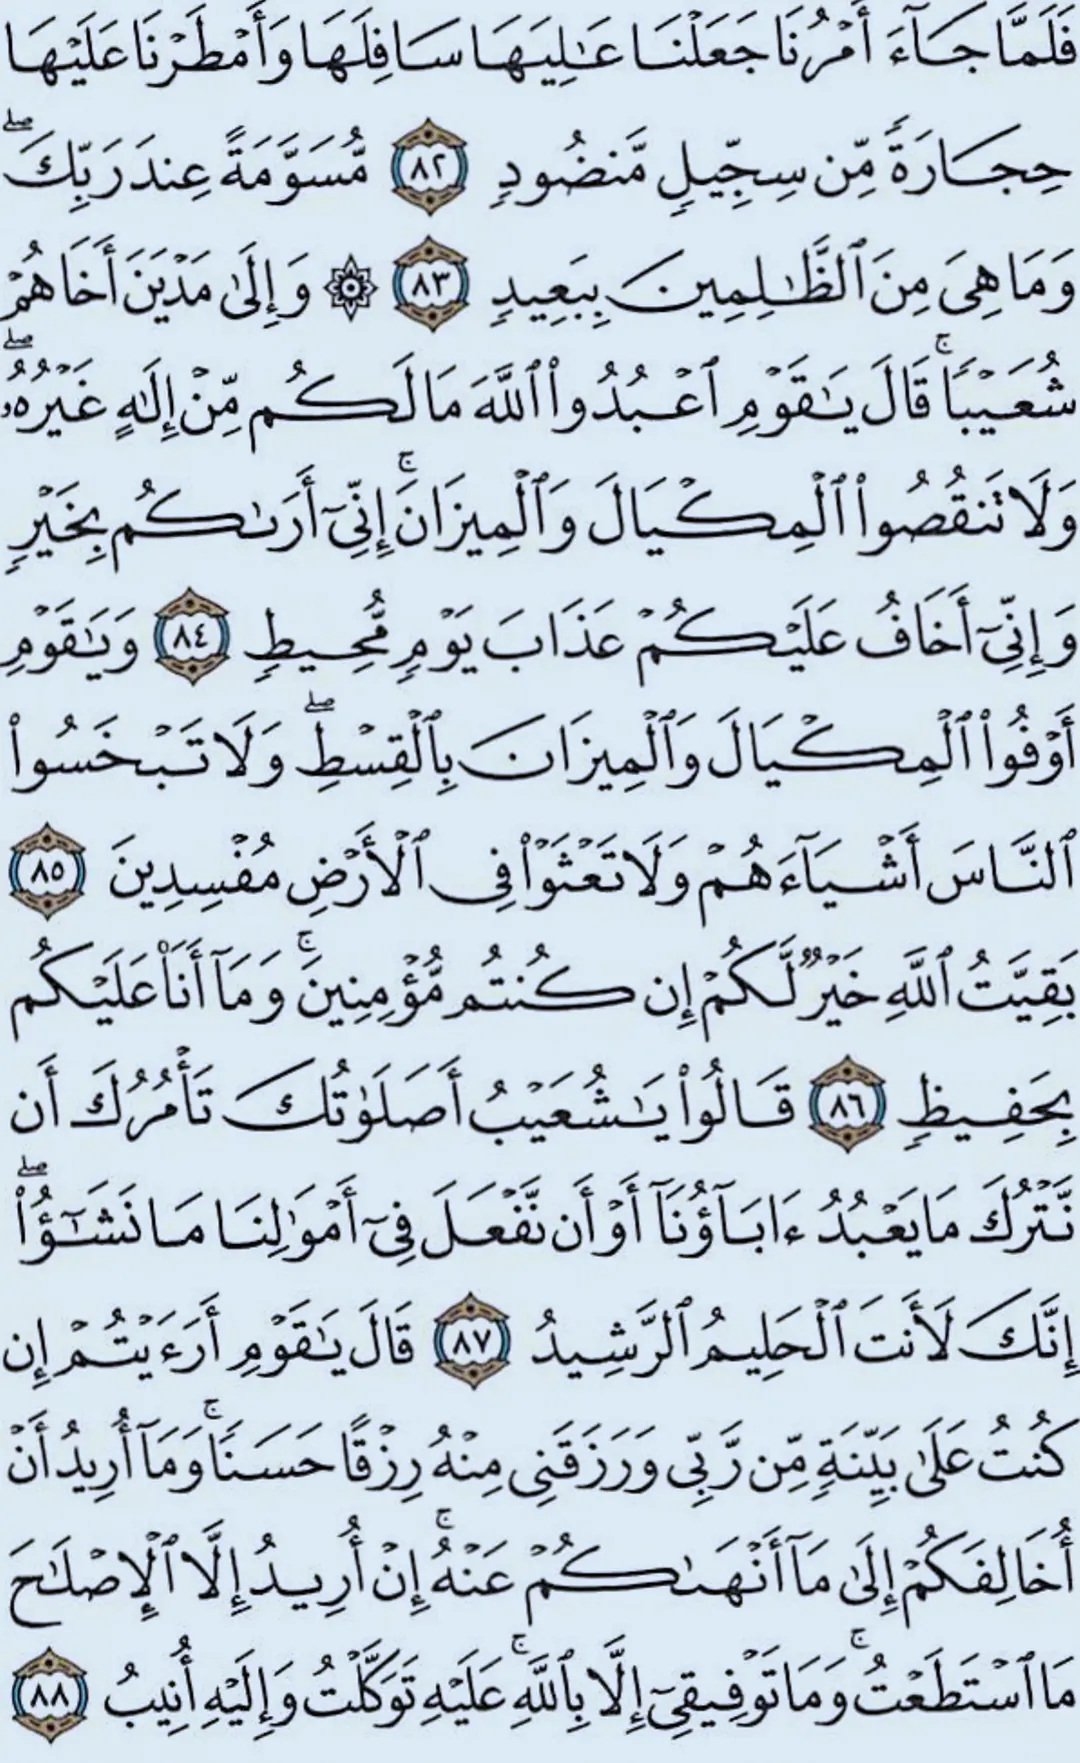 فَلَمَّا جَآءَ أَمْرُنَا جَعَلْنَا عَٰلِيَهَا سَافِلَهَا وَأَمْطَرْنَا عَلَيْهَا
حِجَارَةً مِّن سِجِّيلٍ مَّنضُودٍ ٨٢ مُّسَوَّمَةً عِندَ رَبِّكَۖ
وَمَا هِىَ مِنَ ٱلظَّٰلِمِينَ بِبَعِيدٍ ٨٣ ۞ وَإِلَىٰ مَدْيَنَ أَخَاهُمْ
شُعَيْبًاۚ قَالَ يَٰقَوْمِ ٱعْبُدُوا۟ ٱللَّهَ مَا لَكُم مِّنْ إِلَٰهٍ غَيْرُهُۥۖ
وَلَا تَنقُصُوا۟ ٱلْمِكْيَالَ وَٱلْمِيزَانَۚ إِنِّىٓ أَرَىٰكُم بِخَيْرٍ
وَإِنِّىٓ أَخَافُ عَلَيْكُمْ عَذَابَ يَوْمٍ مُّحِيطٍ ٨٤ وَيَٰقَوْمِ
أَوْفُوا۟ ٱلْمِكْيَالَ وَٱلْمِيزَانَ بِٱلْقِسْطِۖ وَلَا تَبْخَسُوا۟
ٱلنَّاسَ أَشْيَآءَهُمْ وَلَا تَعْثَوْا۟ فِى ٱلْأَرْضِ مُفْسِدِينَ ٨٥
بَقِيَّتُ ٱللَّهِ خَيْرٌ لَّكُمْ إِن كُنتُم مُّؤْمِنِينَۚ وَمَآ أَنَا۠ عَلَيْكُم
بِحَفِيظٍ ٨٦ قَالُوا۟ يَٰشُعَيْبُ أَصَلَوٰتُكَ تَأْمُرُكَ أَن
نَّتْرُكَ مَا يَعْبُدُ ءَابَآؤُنَآ أَوْ أَن نَّفْعَلَ فِىٓ أَمْوَٰلِنَا مَا نَشَٰٓؤُا۟ۖ
إِنَّكَ لَأَنتَ ٱلْحَلِيمُ ٱلرَّشِيدُ ٨٧ قَالَ يَٰقَوْمِ أَرَءَيْتُمْ إِن
كُنتُ عَلَىٰ بَيِّنَةٍ مِّن رَّبِّى وَرَزَقَنِى مِنْهُ رِزْقًا حَسَنًاۚ وَمَآ أُرِيدُ أَنْ
أُخَالِفَكُمْ إِلَىٰ مَآ أَنْهَىٰكُمْ عَنْهُۚ إِنْ أُرِيدُ إِلَّا ٱلْإِصْلَٰحَ
مَا ٱسْتَطَعْتُۚ وَمَا تَوْفِيقِىٓ إِلَّا بِٱللَّهِۚ عَلَيْهِ تَوَكَّلْتُ وَإِلَيْهِ أُنِيبُ ٨٨